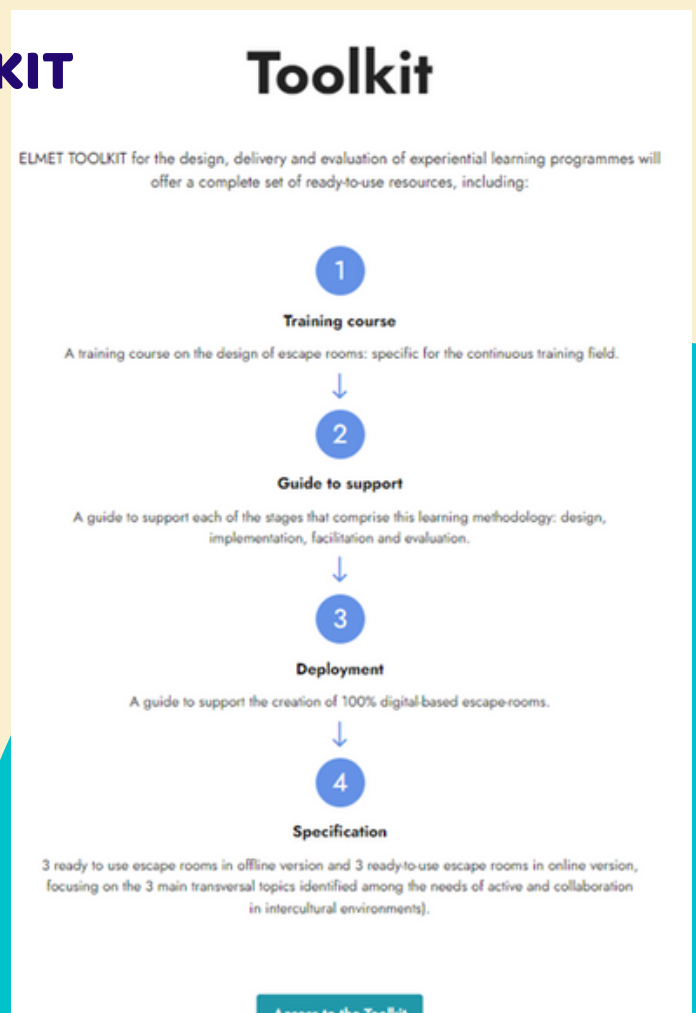 KIT
Toolkit
ELMET TOOLKIT for the design, delivery and evaluation of experiential learning programmes will
offer a complete set of ready-to-use resources, including:
1
Training course
A training course on the design of escape rooms: specific for the continuous training field.
↓
2
Guide to support
A guide to support each of the stages that comprise this learning methodology: design,
implementation, facilitation and evaluation.
↓
3
Deployment
A guide to support the creation of 100% digital-based escape-rooms.
↓
4
Specification
3 ready to use escape rooms in offline version and 3 ready-to-use escape rooms in online version,
focusing on the 3 main transversal topics identified among the needs of active and collaboration
in intercultural environments).
Access to the Toolkit